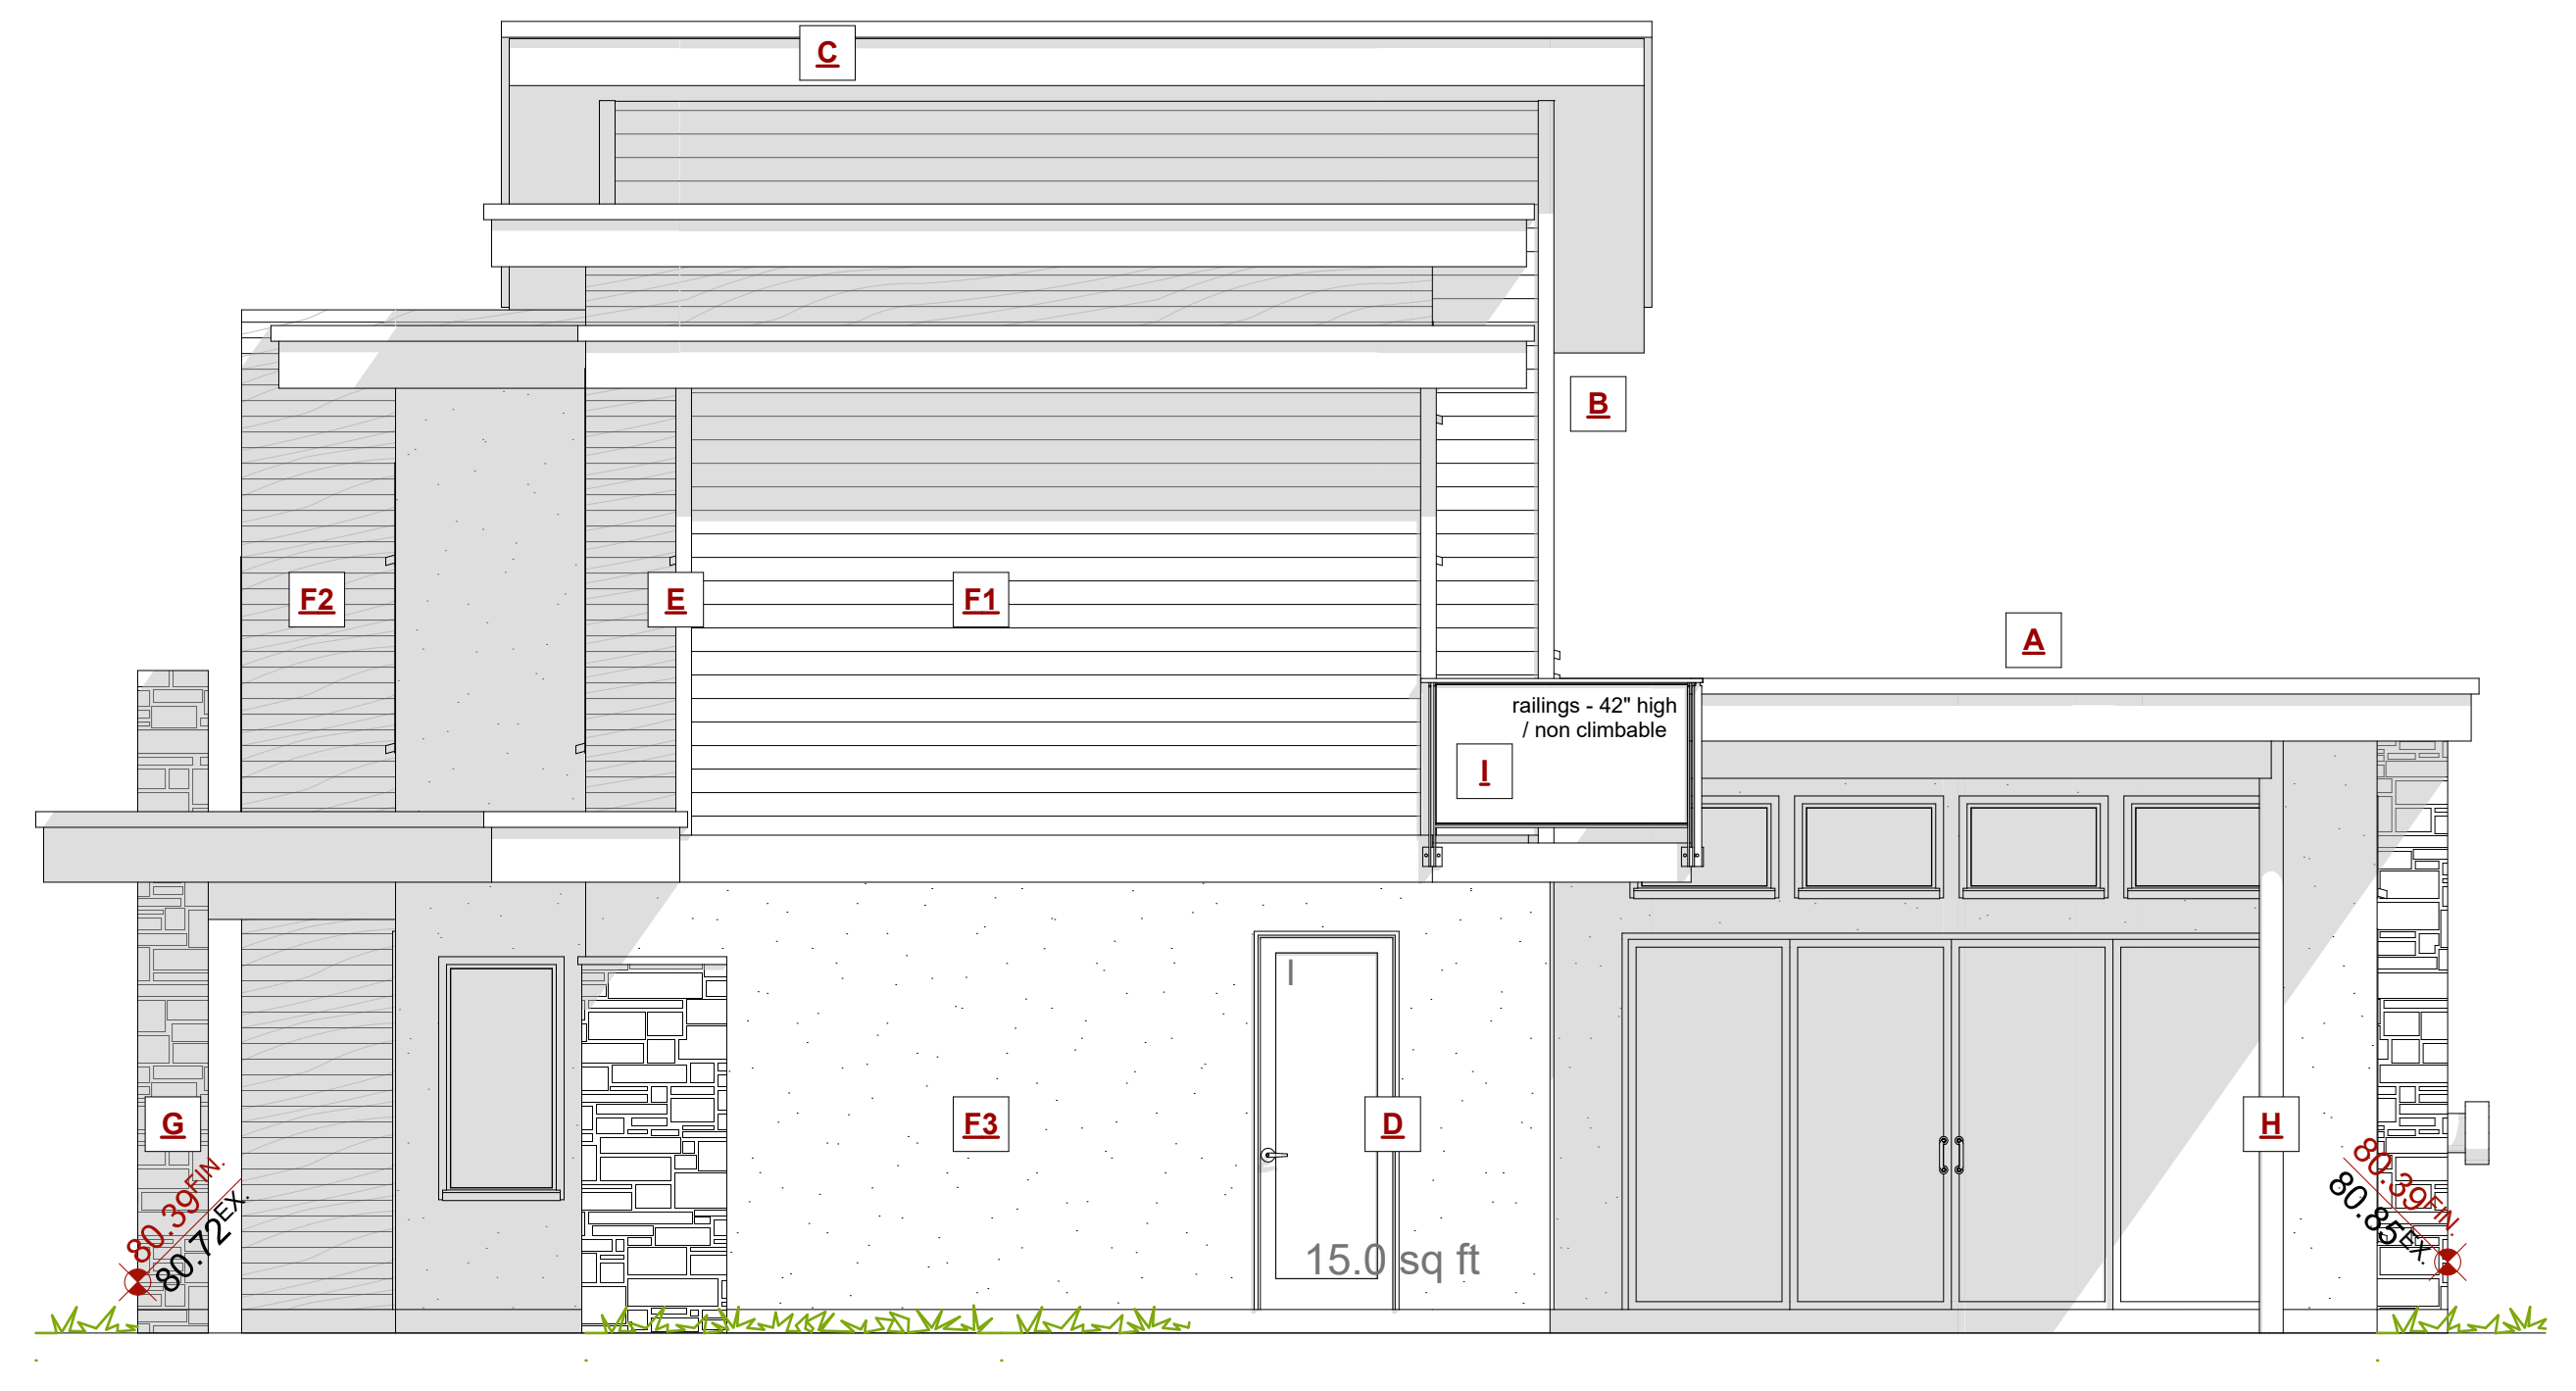 C
B
F2
E
F1
A
railings - 42" high
/ non climbable
I
G
F3
D
H
80.39FIN.
80.72EX.
80.39FIN.
80.85EX.
15.0 sq ft